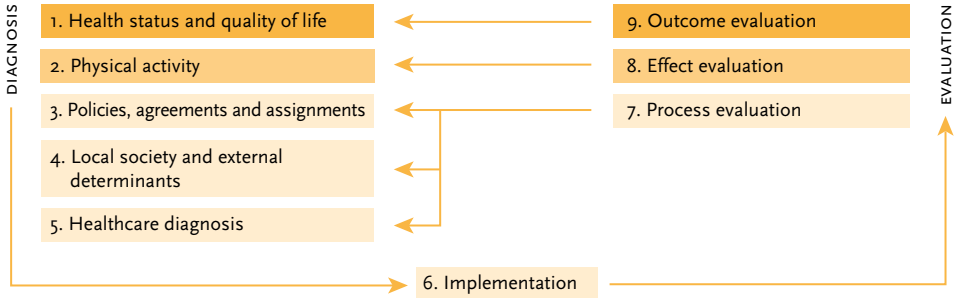 DIAGNOSIS
1. Health status and quality of life
2. Physical activity
3. Policies, agreements and assignments
4. Local society and external
determinants
5. Healthcare diagnosis
6. Implementation
9. Outcome evaluation
8. Effect evaluation
7. Process evaluation
EVALUATION